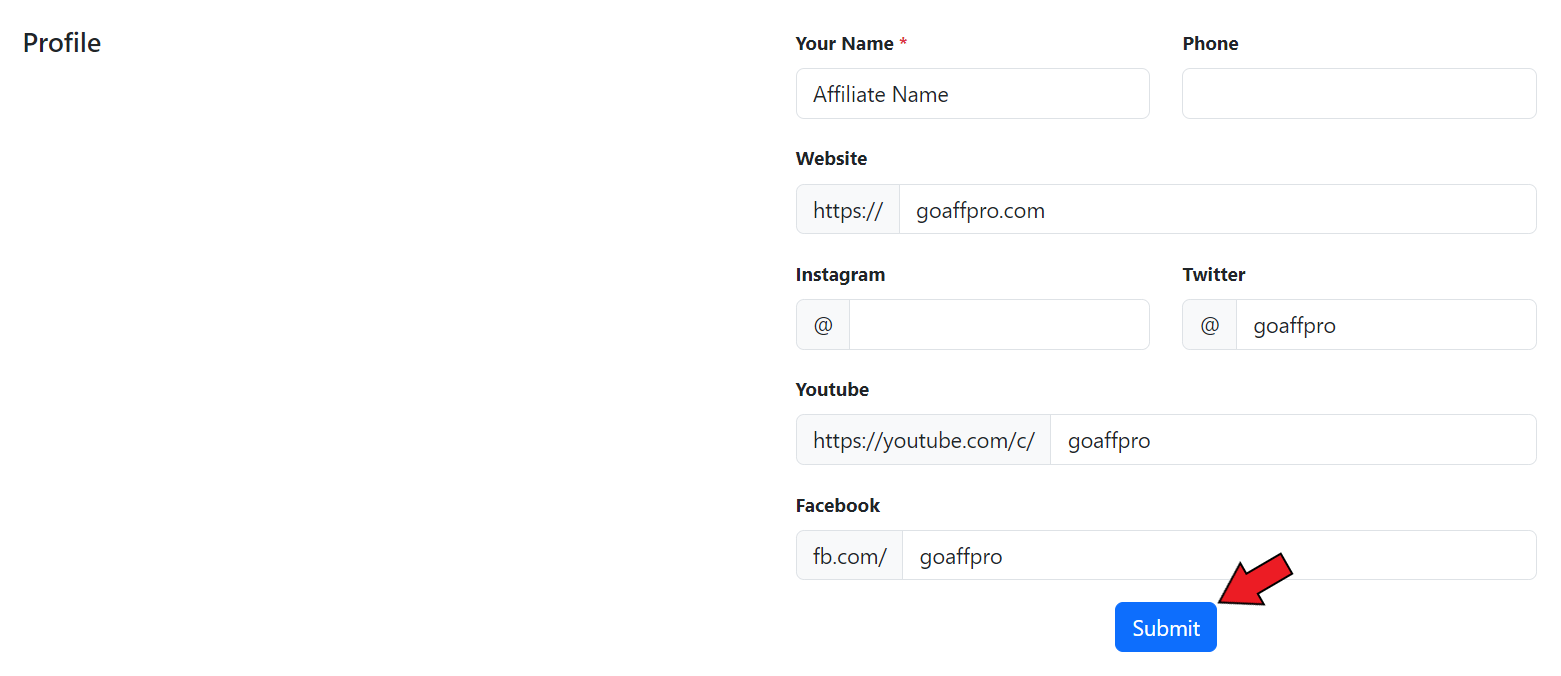 Profile
Your Name *
Phone
Affiliate Name
Website
https:// goaffpro.com
Instagram
Twitter
@
@ goaffpro
Youtube
https://youtube.com/c/ goaffpro
Facebook
fb.com/ goaffpro
Submit